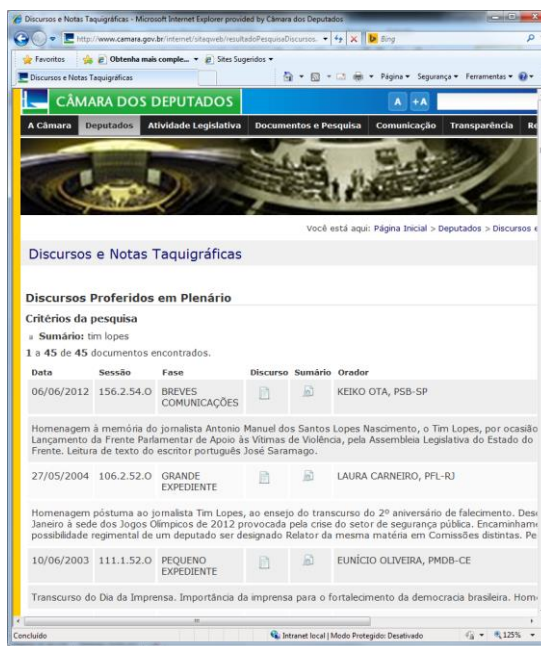 Discursos e Notas Taquigráficas - Microsoft Internet Explorer provided by Câmara dos Deputados
http://www.camara.gov.br/internet/sitaqweb/resultadoPesquisaDiscursos.
Bing
Favoritos Obtenha mais comple... Sites Sugeridos
Discursos e Notas Taquigráficas Página Segurança Ferramentas
CÂMARA DOS DEPUTADOS A +A
A Câmara Deputados Atividade Legislativa Documentos e Pesquisa Comunicação Transparência Re
Você está aqui: Página Inicial > Deputados > Discursos e
Discursos e Notas Taquigráficas
Discursos Proferidos em Plenário
Critérios da pesquisa
Sumário: tim lopes
1 a 45 de 45 documentos encontrados.
Data Sessão Fase Discurso Sumário Orador
06/06/2012 156.2.54.O BREVES COMUNICAÇÕES KEIKO OTA, PSB-SP
Homenagem à memória do jornalista Antonio Manuel dos Santos Lopes Nascimento, o Tim Lopes, por ocasião
Lançamento da Frente Parlamentar de Apoio às Vítimas de Violência, pela Assembleia Legislativa do Estado do
Frente. Leitura de texto do escritor português José Saramago.
27/05/2004 106.2.52.O GRANDE EXPEDIENTE LAURA CARNEIRO, PFL-RJ
Homenagem póstuma ao jornalista Tim Lopes, ao ensejo do transcurso do 2º aniversário de falecimento. Des
Janeiro à sede dos Jogos Olímpicos de 2012 provocada pela crise do setor de segurança pública. Encaminham
possibilidade regimental de um deputado ser designado Relator da mesma matéria em Comissões distintas. Pe
10/06/2003 111.1.52.O PEQUENO EXPEDIENTE EUNÍCIO OLIVEIRA, PMDB-CE
Transcurso do Dia da Imprensa. Importância da imprensa para o fortalecimento da democracia brasileira. Hom
Concluído Intranet local | Modo Protegido: Desativado 125%